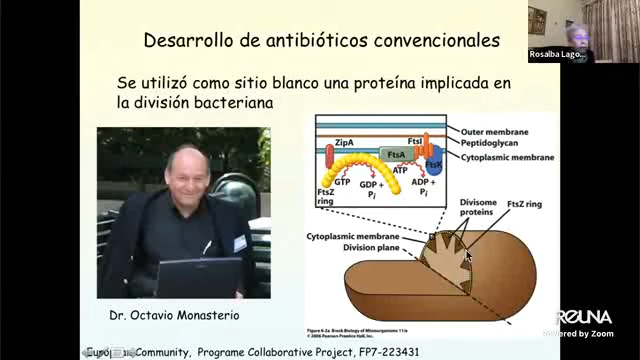 Desarrollo de antibióticos convencionales
Rosalba Lago...
Se utilizó como sitio blanco una proteína implicada en
la división bacteriana
Outer membrane
Peptidoglycan
Cytoplasmic membrane
ZipA
FtsI
FtsA
FtsK
ATP
GTP
GDP +
Pi
ADP +
Pi
FtsZ
ring
Divisome
proteins
FtsZ ring
Cytoplasmic membrane
Division plane
Dr. Octavio Monasterio
Figure 6-2a Brock Biology of Microorganisms 11/e
© 2006 Pearson Prentice Hall, Inc.
REUNA
Powered by Zoom
Community, Programe Collaborative Project, FP7-223431